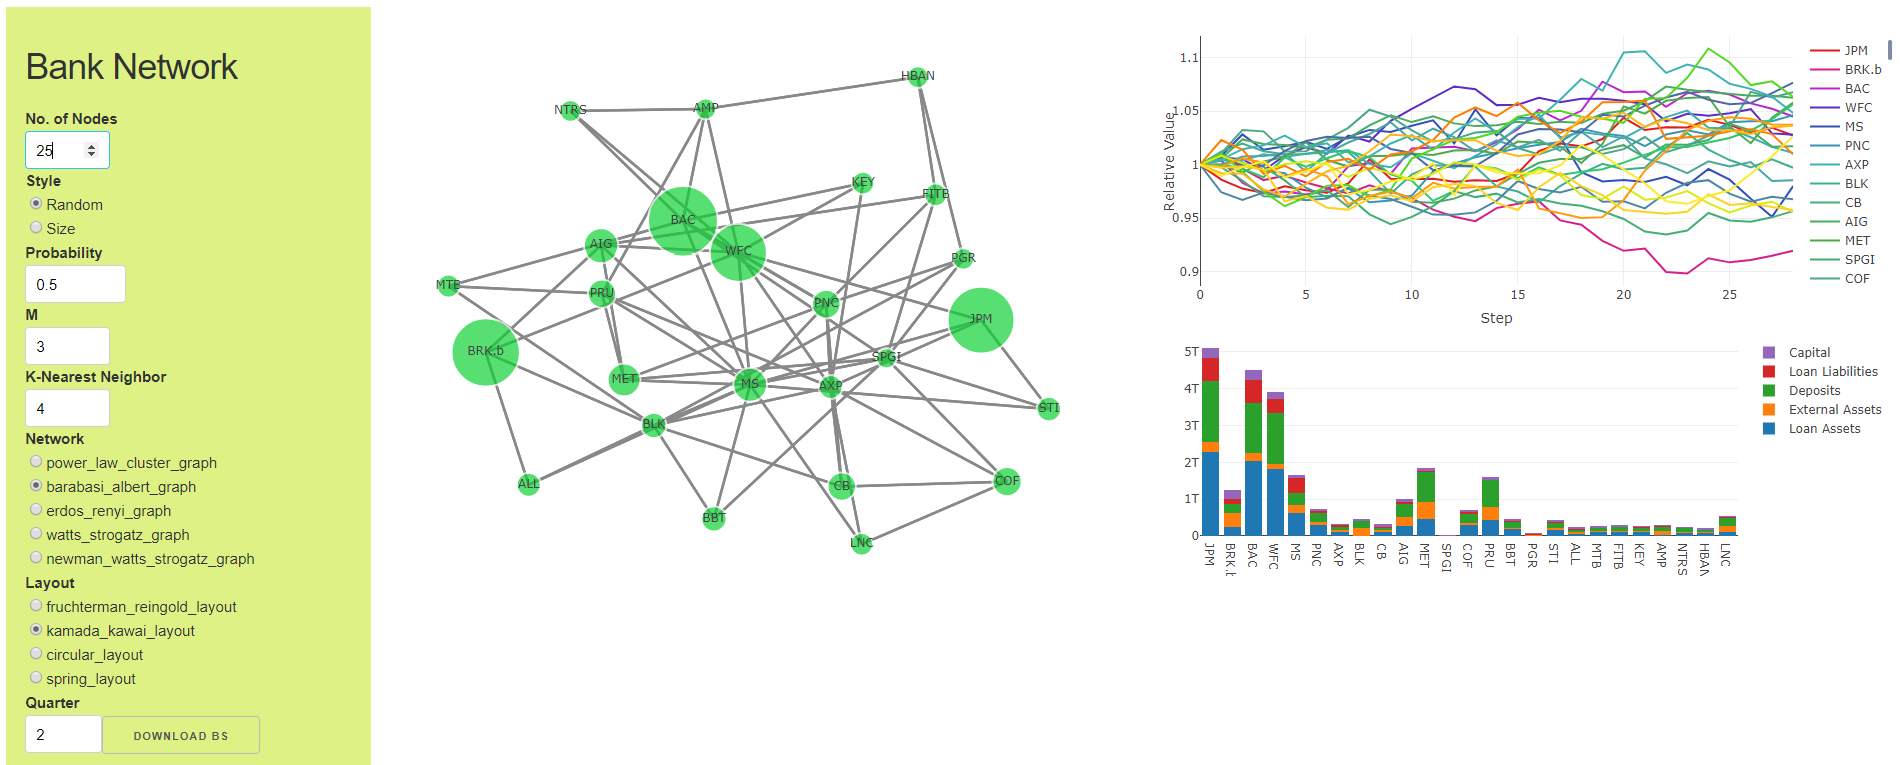 Bank Network
No. of Nodes
25
Style
Random
Size
Probability
0.5
M
3
K-Nearest Neighbor
4
Network
power_law_cluster_graph
barabasi_albert_graph
erdos_renyi_graph
watts_strogatz_graph
newman_watts_strogatz_graph
Layout
fruchterman_reingold_layout
kamada_kawai_layout
circular_layout
spring_layout
Quarter
2
DOWNLOAD BS
HBAN
NTRS
AMP
KEY
FITB
BAC
AIG
WFC
PGR
MTB
PRU
PNC
JPM
BRK.b
SPGI
MET
MS
AXP
STI
BLK
ALL
CB
COF
BBT
LNC
Relative Value
1.1
1.05
1
0.95
0.9
0
5
10
15
20
25
Step
JPM
BRK.b
BAC
WFC
MS
PNC
AXP
BLK
CB
AIG
MET
SPGI
COF
5T
4T
3T
2T
1T
0
JPM
BRK.b
BAC
WFC
MS
PNC
AXP
BLK
CB
AIG
MET
SPGI
COF
PRU
BBT
PGR
STI
ALL
MTB
FITB
KEY
AMP
NTRS
HBAN
LNC
Capital
Loan Liabilities
Deposits
External Assets
Loan Assets